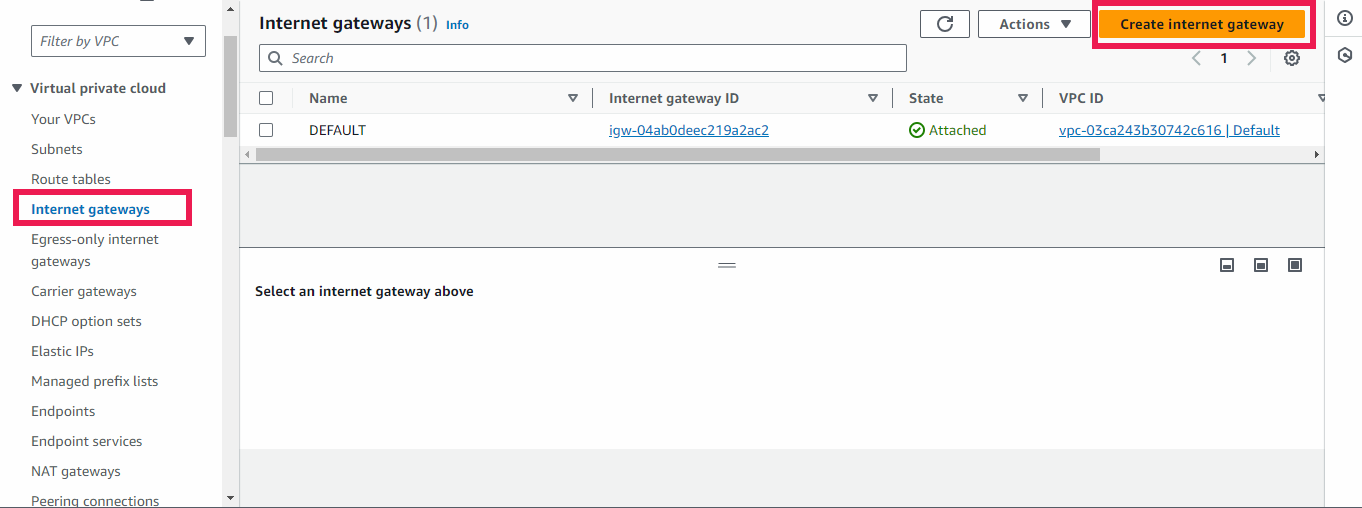 Filter by VPC
Virtual private cloud
Your VPCs
Subnets
Route tables
Internet gateways
Egress-only internet
gateways
Carrier gateways
DHCP option sets
Elastic IPs
Managed prefix lists
Endpoints
Endpoint services
NAT gateways
Peering connections
Internet gateways (1) Info
Actions
Create internet gateway
Search
1
Name Internet gateway ID State VPC ID
DEFAULT igw-04ab0deec219a2ac2 Attached vpc-03ca243b30742c616 | Default
Select an internet gateway above